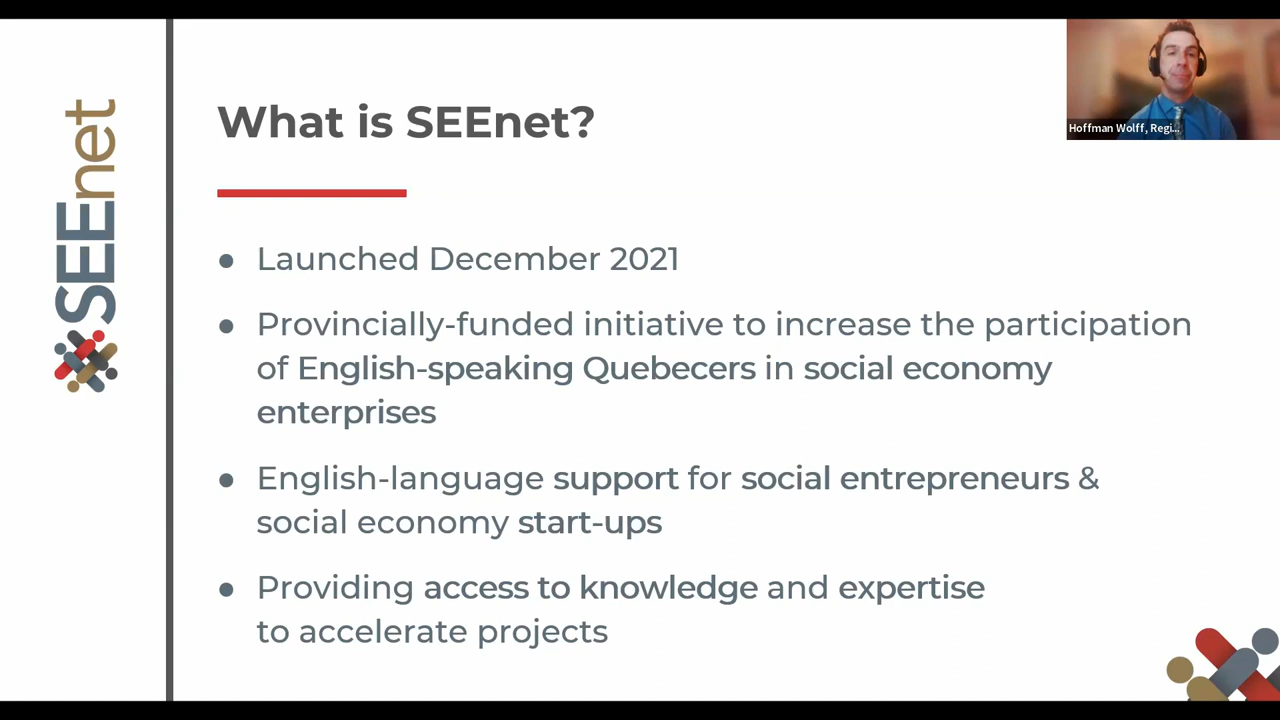 SEEnet
What is SEEnet?
Hoffman Wolff, Regi...
● Launched December 2021
● Provincially-funded initiative to increase the participation
of English-speaking Quebecers in social economy
enterprises
● English-language support for social entrepreneurs &
social economy start-ups
● Providing access to knowledge and expertise
to accelerate projects